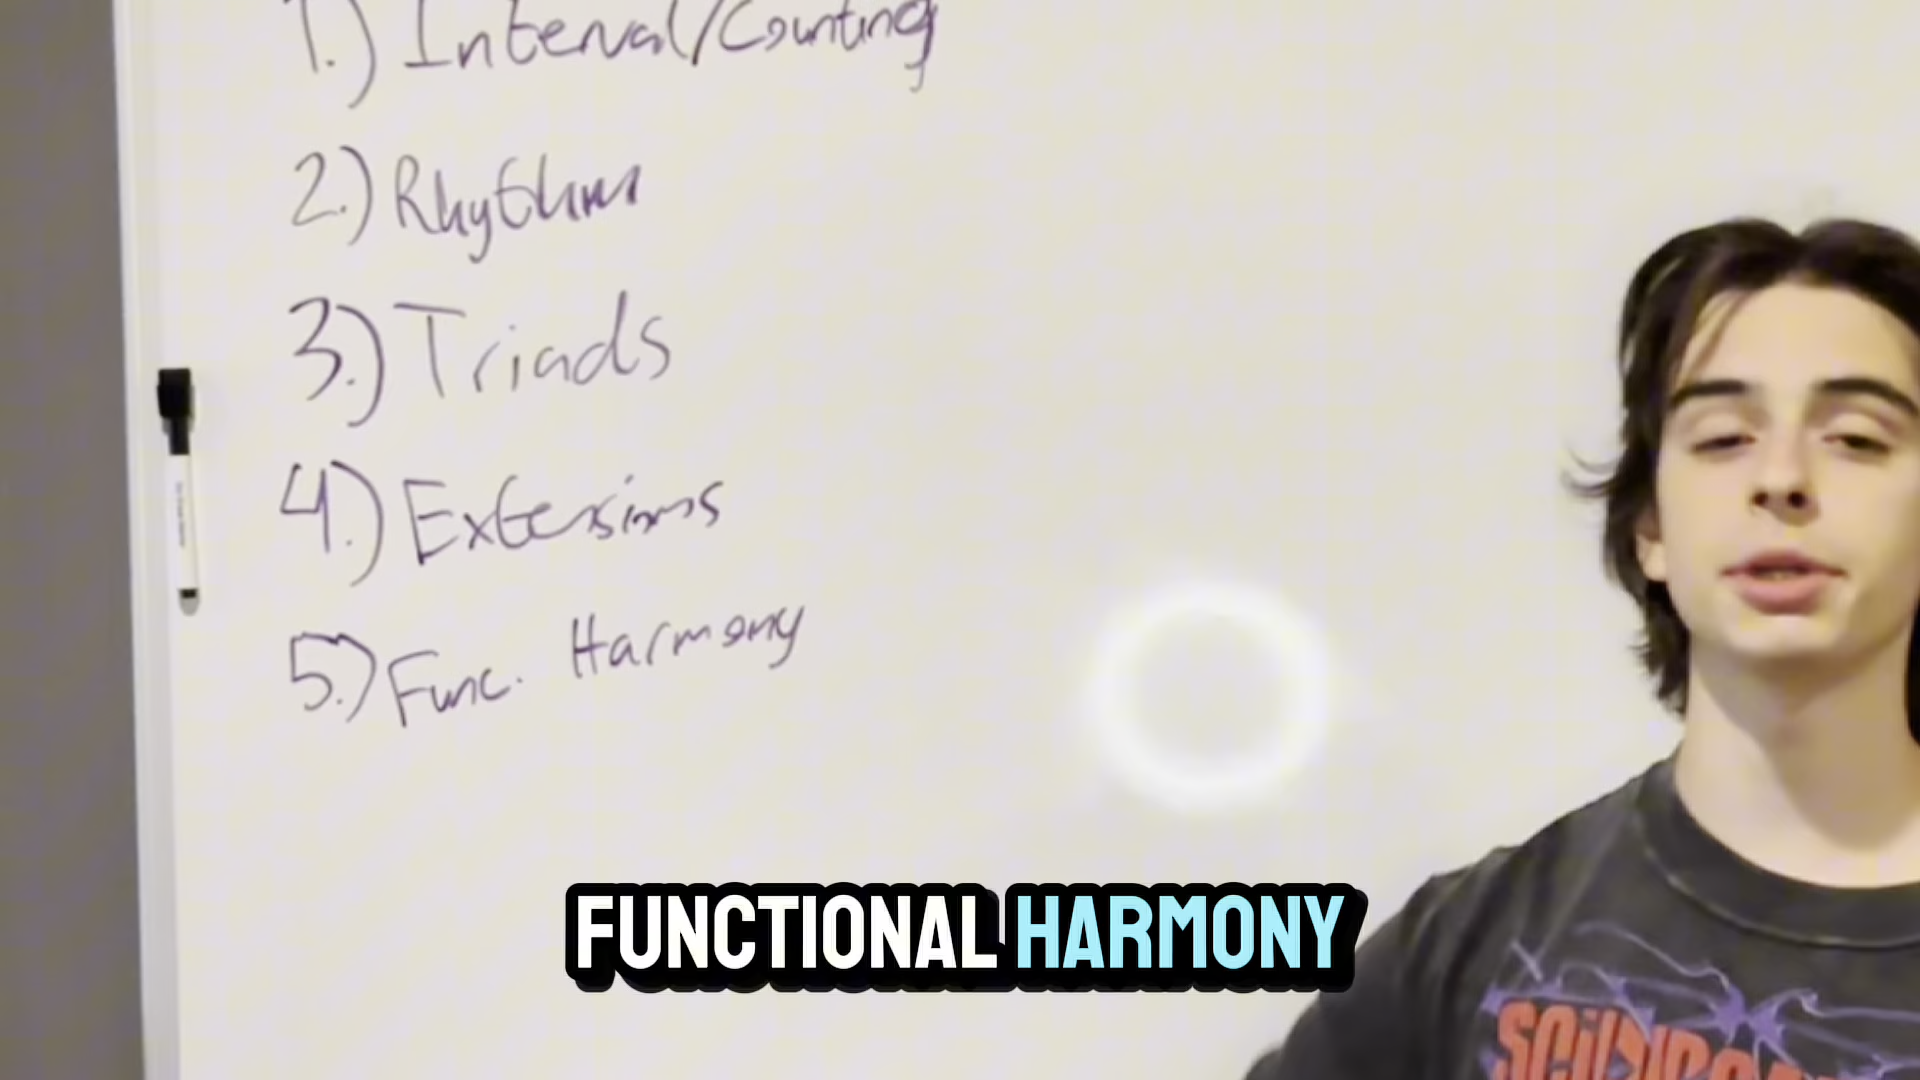 1.) Interval/Counting
2.) Rhythm
3.) Triads
4.) Extensions
5.) Func. Harmony
FUNCTIONAL HARMONY